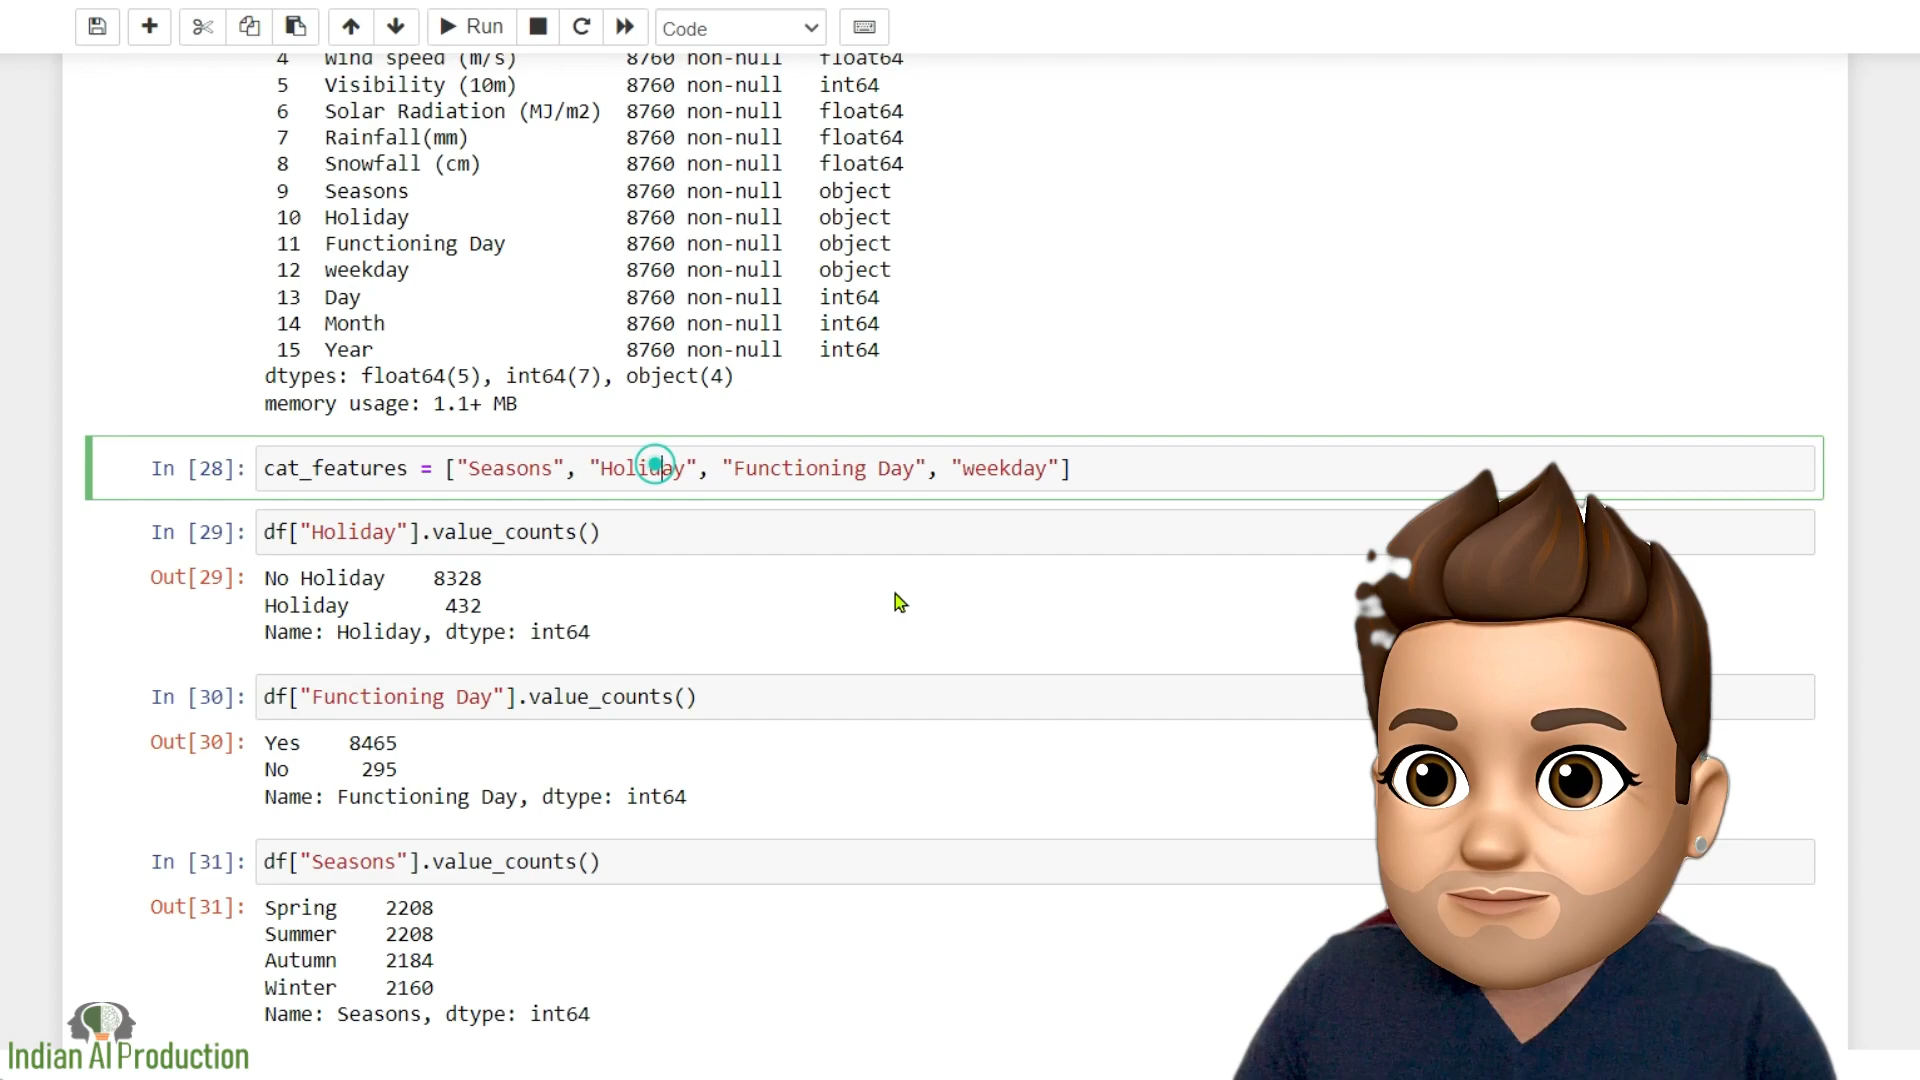 Run
Code
4 Wind speed (m/s) 8760 non-null float64
5 Visibility (10m) 8760 non-null int64
6 Solar Radiation (MJ/m2) 8760 non-null float64
7 Rainfall(mm) 8760 non-null float64
8 Snowfall (cm) 8760 non-null float64
9 Seasons 8760 non-null object
10 Holiday 8760 non-null object
11 Functioning Day 8760 non-null object
12 weekday 8760 non-null object
13 Day 8760 non-null int64
14 Month 8760 non-null int64
15 Year 8760 non-null int64
dtypes: float64(5), int64(7), object(4)
memory usage: 1.1+ MB
In [28]: cat_features = ["Seasons", "Holiday", "Functioning Day", "weekday"]
In [29]: df["Holiday"].value_counts()
Out[29]: No Holiday 8328
Holiday 432
Name: Holiday, dtype: int64
In [30]: df["Functioning Day"].value_counts()
Out[30]: Yes 8465
No 295
Name: Functioning Day, dtype: int64
In [31]: df["Seasons"].value_counts()
Out[31]: Spring 2208
Summer 2208
Autumn 2184
Winter 2160
Name: Seasons, dtype: int64
Indian AI Production